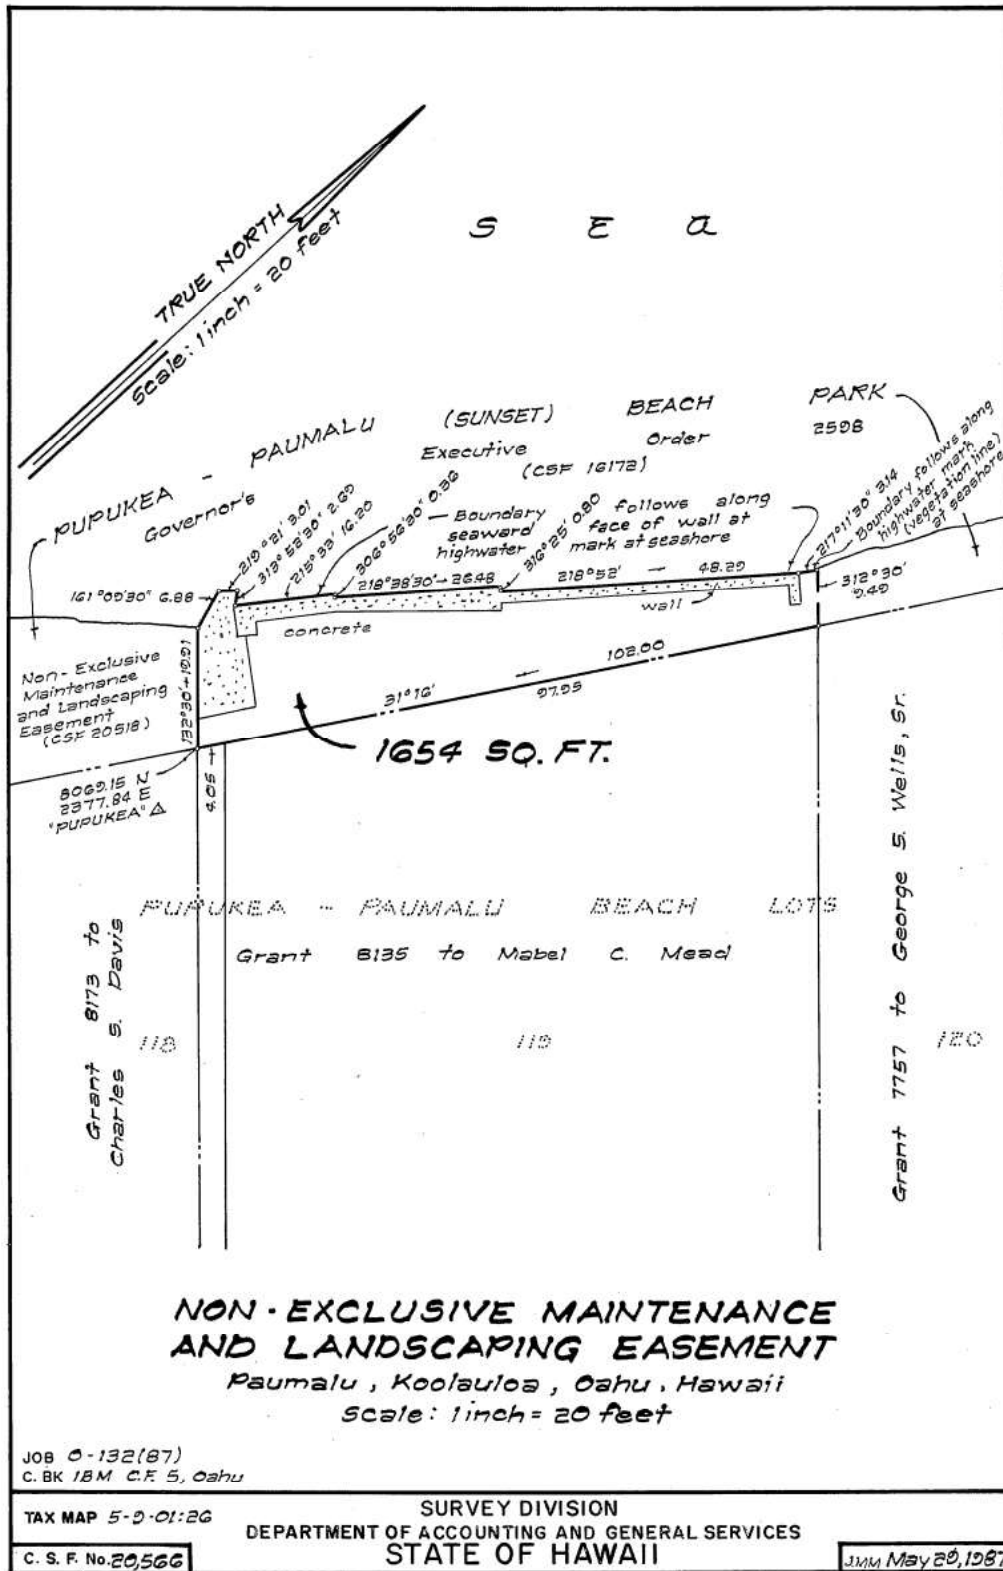 S E A
TRUE NORTH
Scale: 1 inch = 20 feet
PUPUKEA - PAUMALU (SUNSET) BEACH PARK
Governor's Executive Order 2598
(CSF 16172)
161°09'30" 6.88
219°21' 3.01
313°52'30" 2.69
215°33' 16.20
306°56'30" 0.36
218°38'30" 26.48
316°25' 0.80
218°52' 48.29
217°11'30" 3.14
312°30'
9.49
Boundary follows along
seaward face of wall at
highwater mark at seashore
Boundary follows along
highwater mark
(vegetation line)
at seashore
concrete
wall
Non-Exclusive
Maintenance
and Landscaping
Easement
(CSF 20518)
132°30'
31°16'
102.00
97.95
1654 SQ. FT.
8069.15 N
2377.84 E
"PUPUKEA"
4.05
PUPUKEA - PAUMALU BEACH LOTS
Grant 8135 to Mabel C. Mead
Grant 8173 to
Charles S. Davis
118
119
120
Grant 7757 to George S. Wells, Sr.
NON-EXCLUSIVE MAINTENANCE
AND LANDSCAPING EASEMENT
Paumalu, Koolauloa, Oahu, Hawaii
Scale: 1 inch = 20 feet
JOB O-132(87)
C. BK IBM C.F. 5, Oahu
TAX MAP 5-9-01:26
C. S. F. No. 20,566
SURVEY DIVISION
DEPARTMENT OF ACCOUNTING AND GENERAL SERVICES
STATE OF HAWAII
JMM May 29, 1987